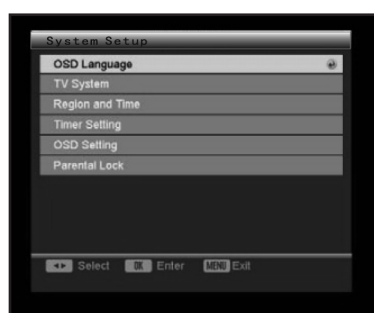 System Setup
OSD Language
TV System
Region and Time
Timer Setting
OSD Setting
Parental Lock
Select OK Enter MENU Exit